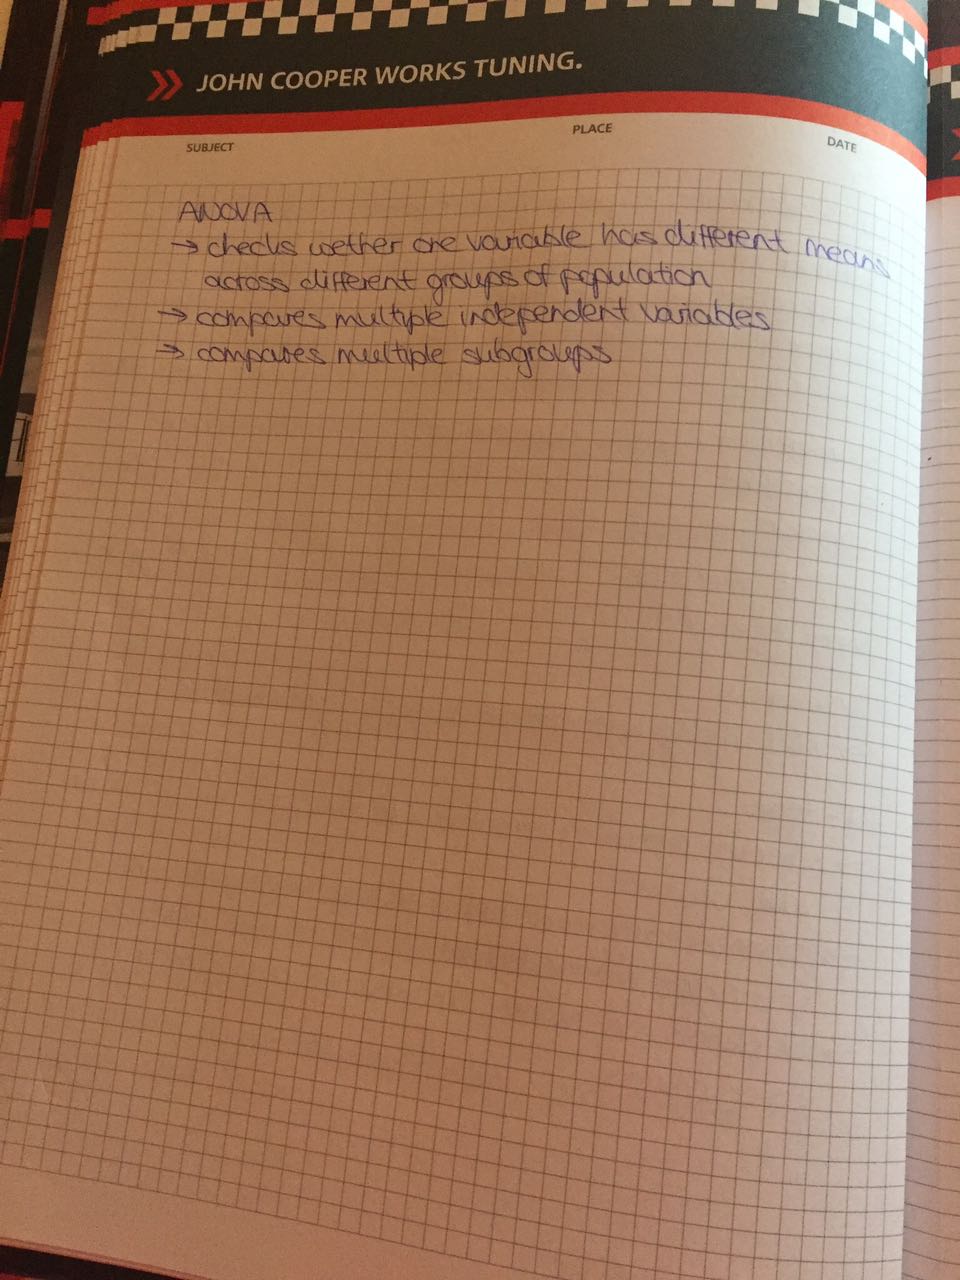 JOHN COOPER WORKS TUNING.
SUBJECT
PLACE
DATE
ANOVA
→ checks wether one variable has different means
across different groups of population
→ compares multiple independent variables
→ compares multiple subgroups